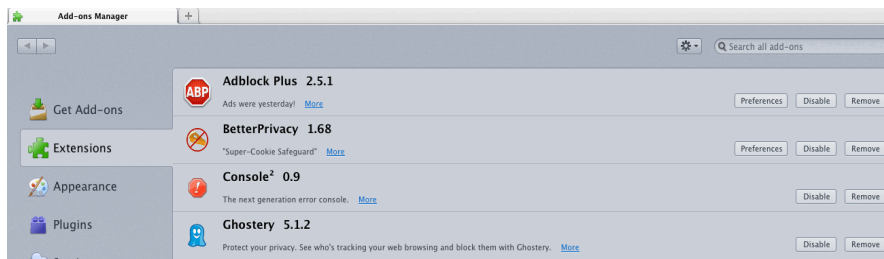 Add-ons Manager
Search all add-ons
Get Add-ons
Extensions
Appearance
Plugins
ABP
Adblock Plus 2.5.1
Ads were yesterday! More
Preferences Disable Remove
BetterPrivacy 1.68
"Super-Cookie Safeguard" More
Preferences Disable Remove
Console² 0.9
The next generation error console. More
Disable Remove
Ghostery 5.1.2
Protect your privacy. See who's tracking your web browsing and block them with Ghostery. More
Disable Remove